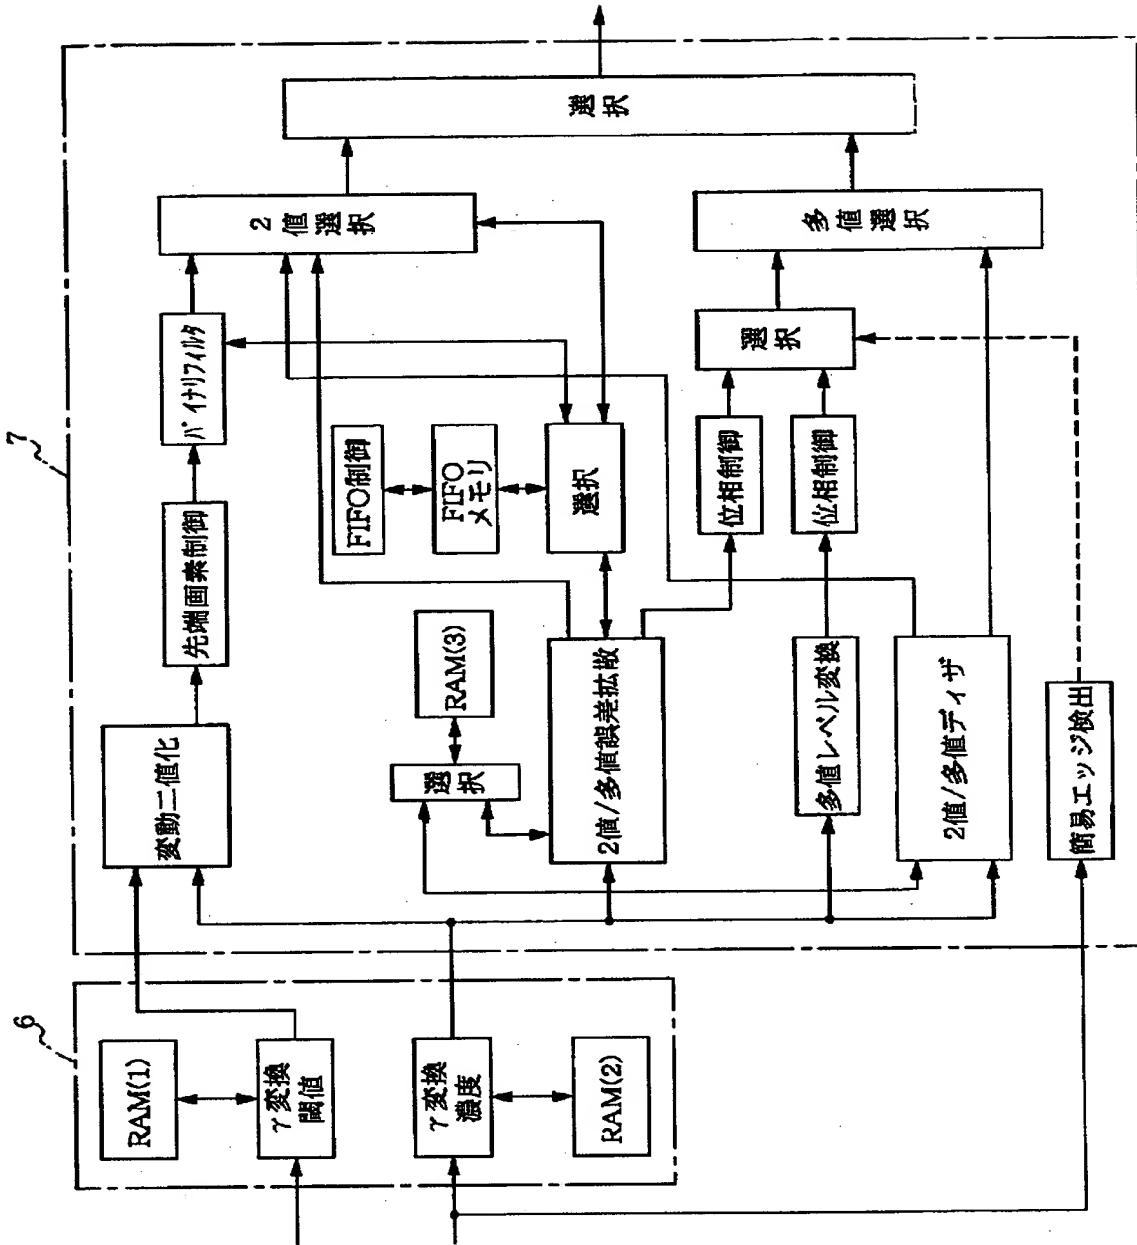 6
RAM(1)
γ変換
閾値
γ変換
濃度
RAM(2)
7
変動二値化
先端画素制御
バイナリフィルタ
2値選択
選択
RAM(3)
選択
2値/多値誤差拡散
FIFO制御
FIFO
メモリ
選択
多値レベル変換
位相制御
位相制御
選択
多値選択
2値/多値ディザ
簡易エッジ検出